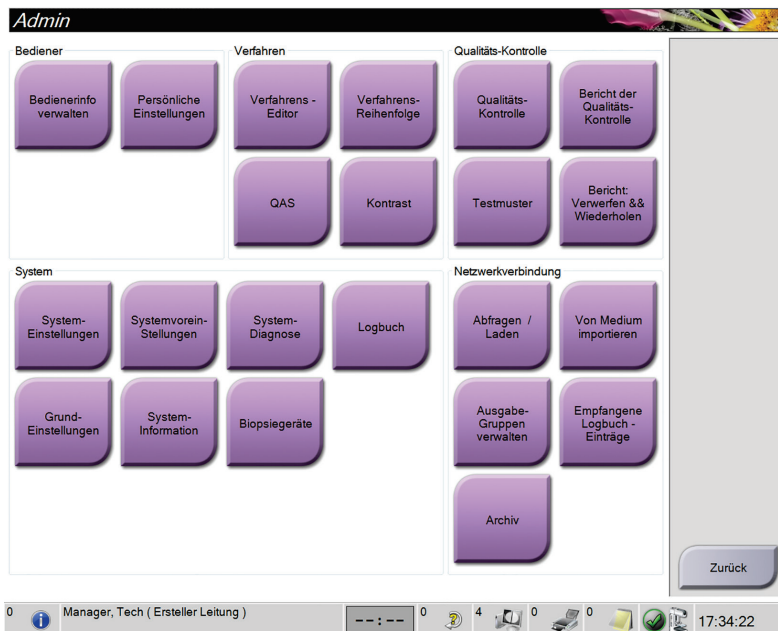 Admin
Bediener
Bedienerinfo
verwalten
Persönliche
Einstellungen
Verfahren
Verfahrens -
Editor
Verfahrens-
Reihenfolge
QAS
Kontrast
Qualitäts-Kontrolle
Qualitäts-
Kontrolle
Bericht der
Qualitäts-
Kontrolle
Testmuster
Bericht:
Verwerfen &&
Wiederholen
System
System-
Einstellungen
Systemvorein-
Stellungen
System-
Diagnose
Logbuch
Grund-
Einstellungen
System-
Information
Biopsiegeräte
Netzwerkverbindung
Abfragen /
Laden
Von Medium
importieren
Ausgabe-
Gruppen
verwalten
Empfangene
Logbuch -
Einträge
Archiv
Zurück
0
Manager, Tech ( Ersteller Leitung )
--:--
0
4
0
0
17:34:22